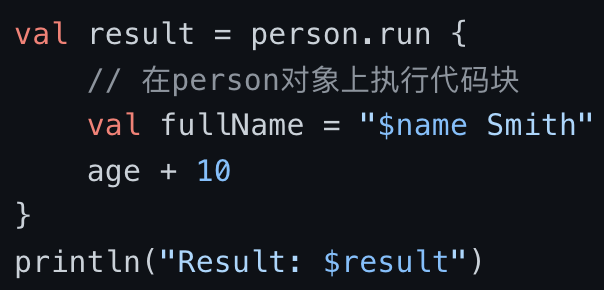 val result = person.run {
    // 在person对象上执行代码块
    val fullName = "$name Smith"
    age + 10
}
println("Result: $result")